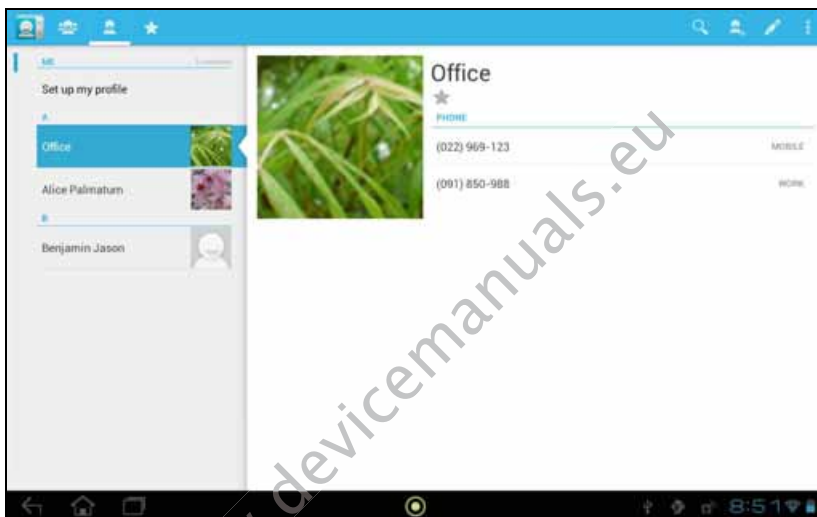 ME
Set up my profile
A
Office
Alice Palmatum
B
Benjamin Jason
Office
PHONE
(022) 969-123 MOBILE
(091) 850-988 WORK
devicemanuals.eu
8:51